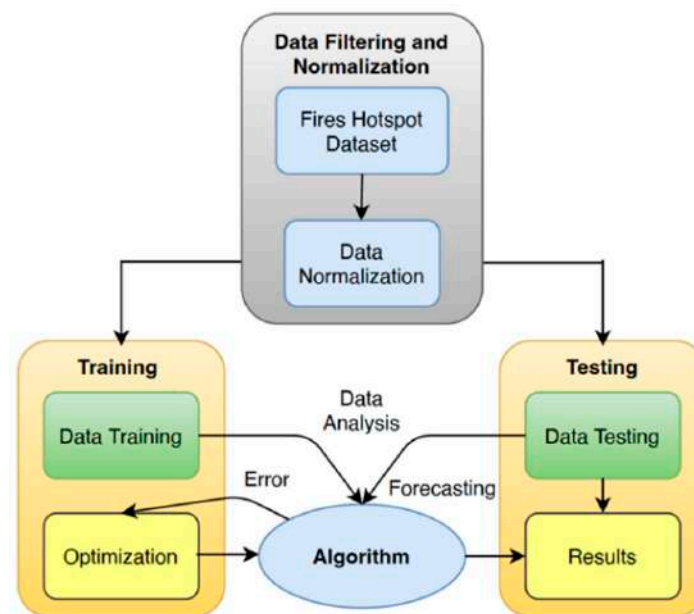 Data Filtering and
Normalization
Fires Hotspot
Dataset
Data
Normalization
Training
Testing
Data Training
Data
Analysis
Data Testing
Error
Forecasting
Optimization
Algorithm
Results